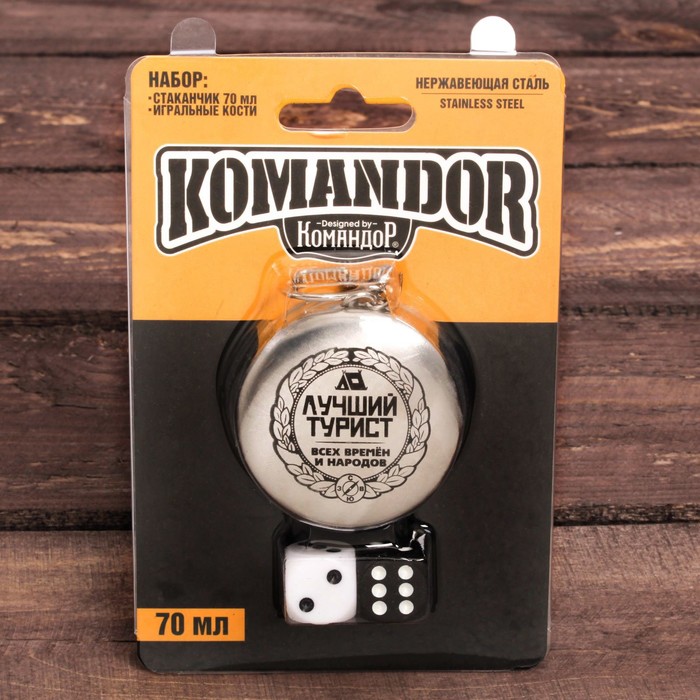 НАБОР:
• СТАКАНЧИК 70 МЛ
• ИГРАЛЬНЫЕ КОСТИ
НЕРЖАВЕЮЩАЯ СТАЛЬ
STAINLESS STEEL
KOMANDOR
Designed by
КОМАНДОР®
ЛУЧШИЙ
ТУРИСТ
ВСЕХ ВРЕМЁН
И НАРОДОВ
С
З В
Ю
70 МЛ